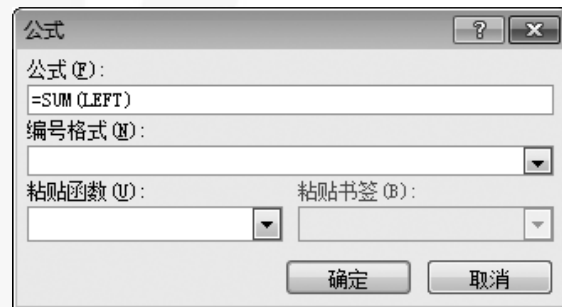 公式
公式(F):
=SUM(LEFT)
编号格式(N):
粘贴函数(U):
粘贴书签(B):
确定
取消